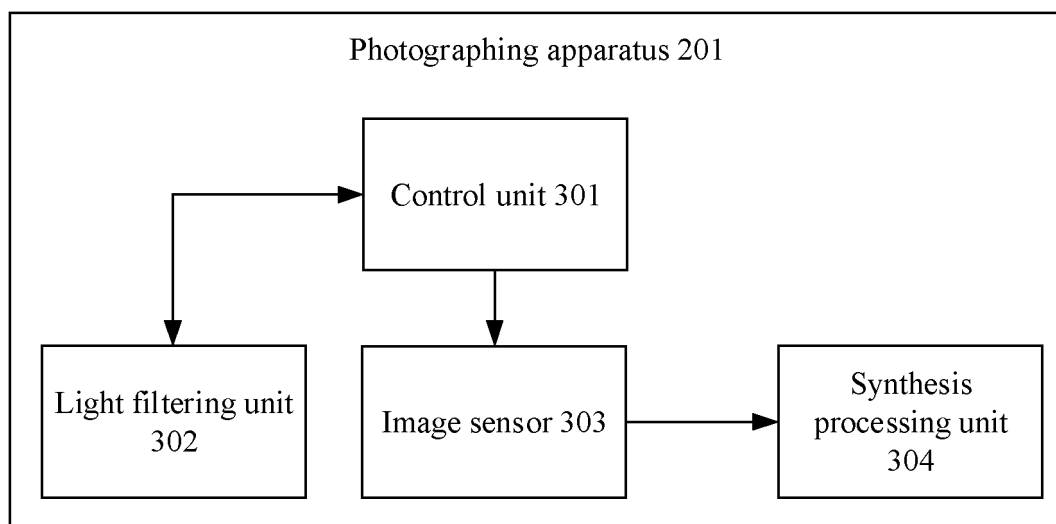 Photographing apparatus 201
Control unit 301
Light filtering unit
302
Image sensor 303
Synthesis
processing unit
304